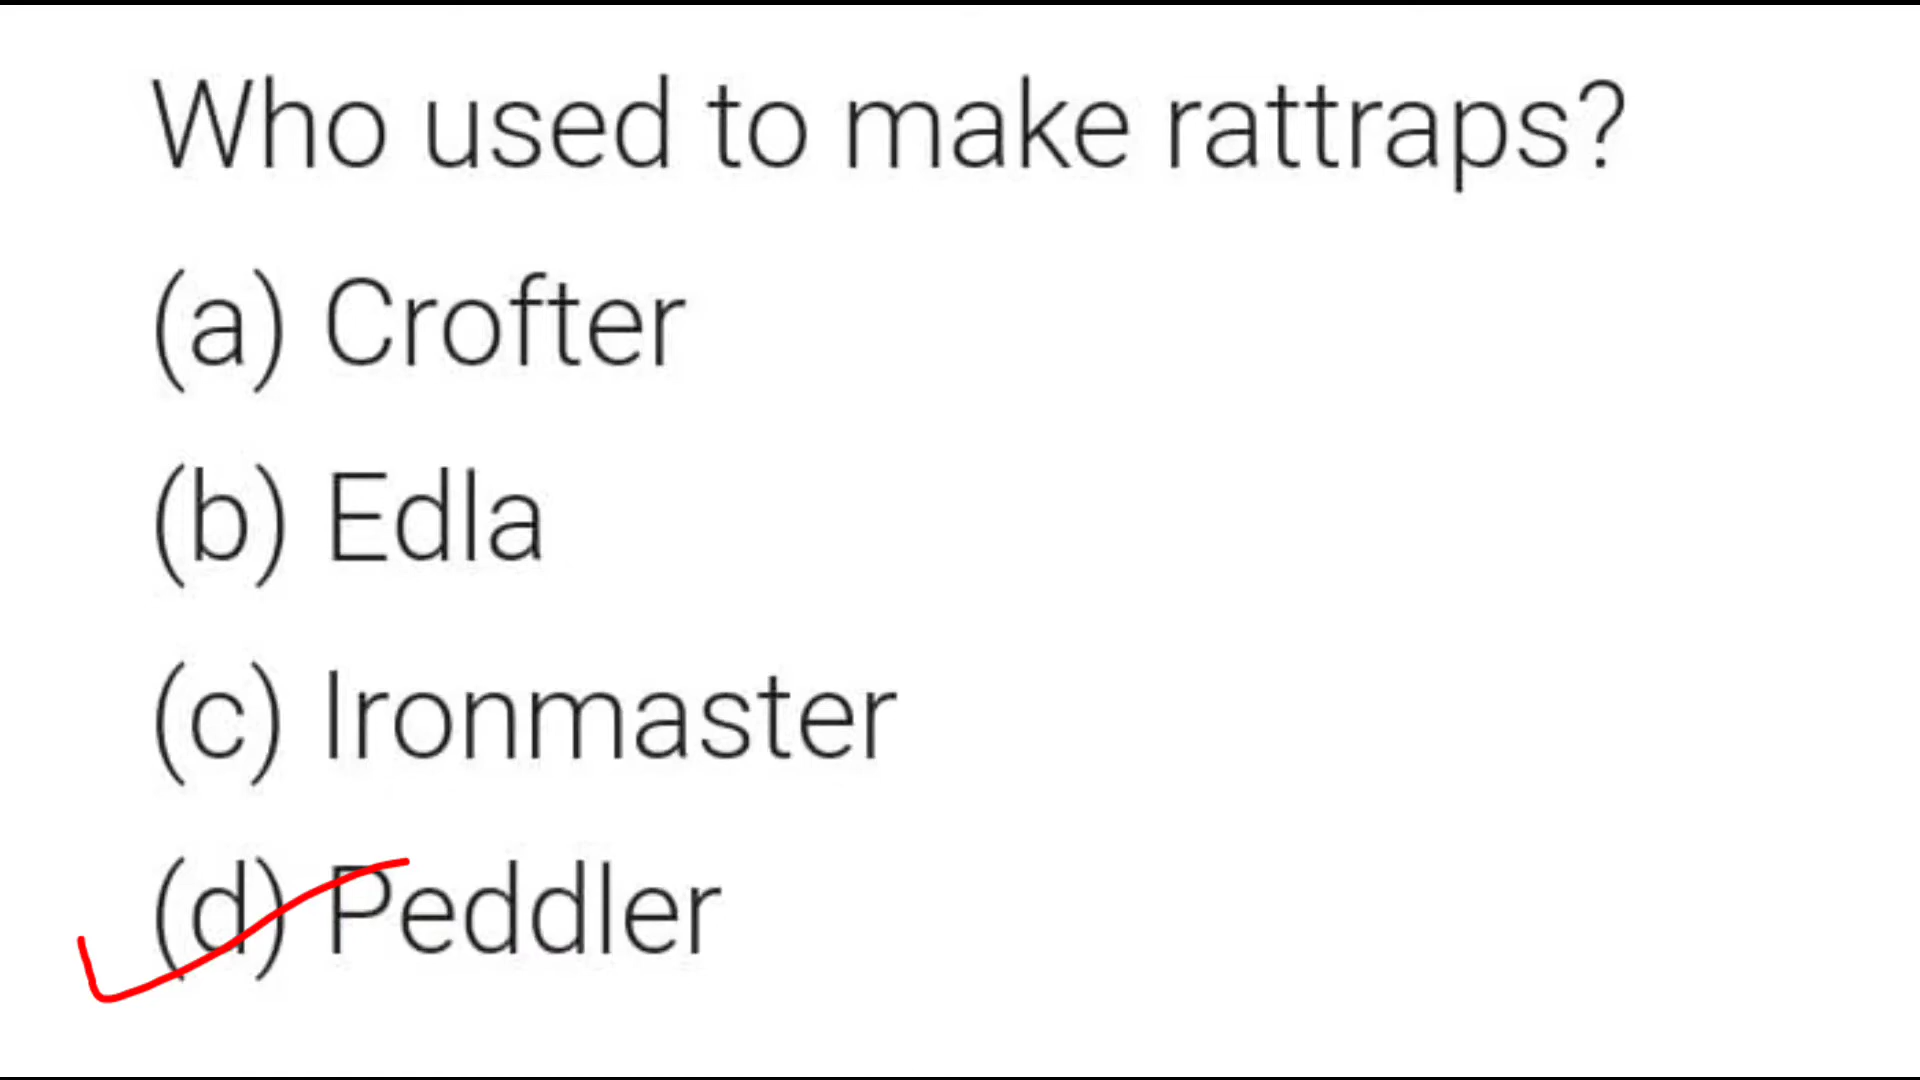 Who used to make rattraps?
(a) Crofter
(b) Edla
(c) Ironmaster
(d) Peddler